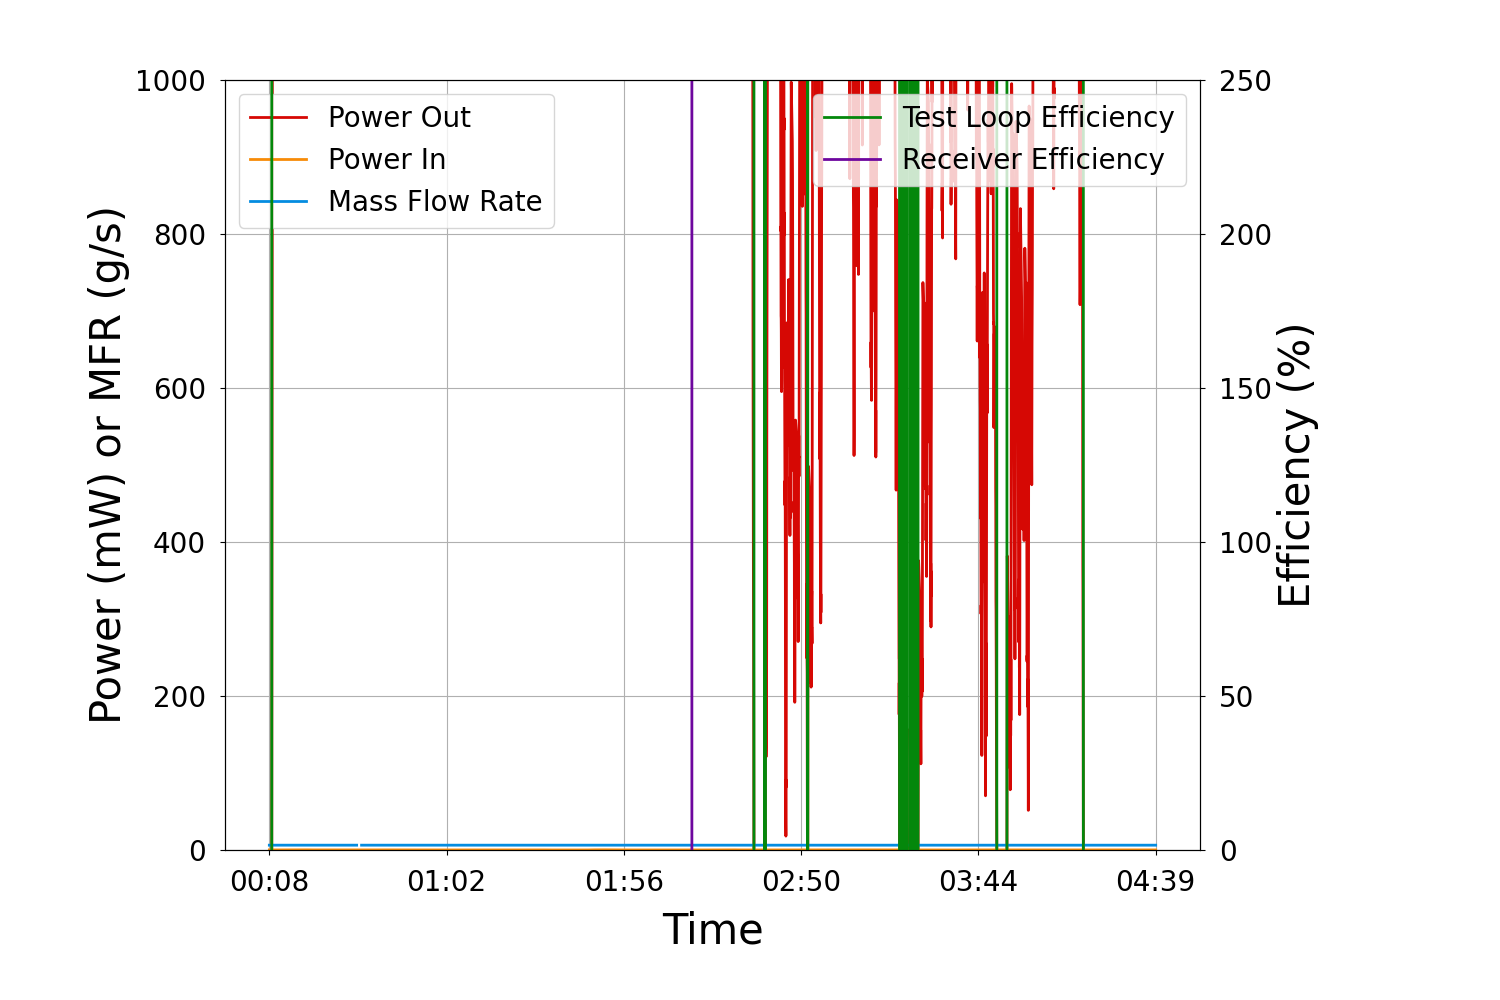 1000
800
600
400
200
0
Power (mW) or MFR (g/s)
Power Out
Power In
Mass Flow Rate
Test Loop Efficiency
Receiver Efficiency
250
200
150
100
50
0
Efficiency (%)
00:08 01:02 01:56 02:50 03:44 04:39
Time